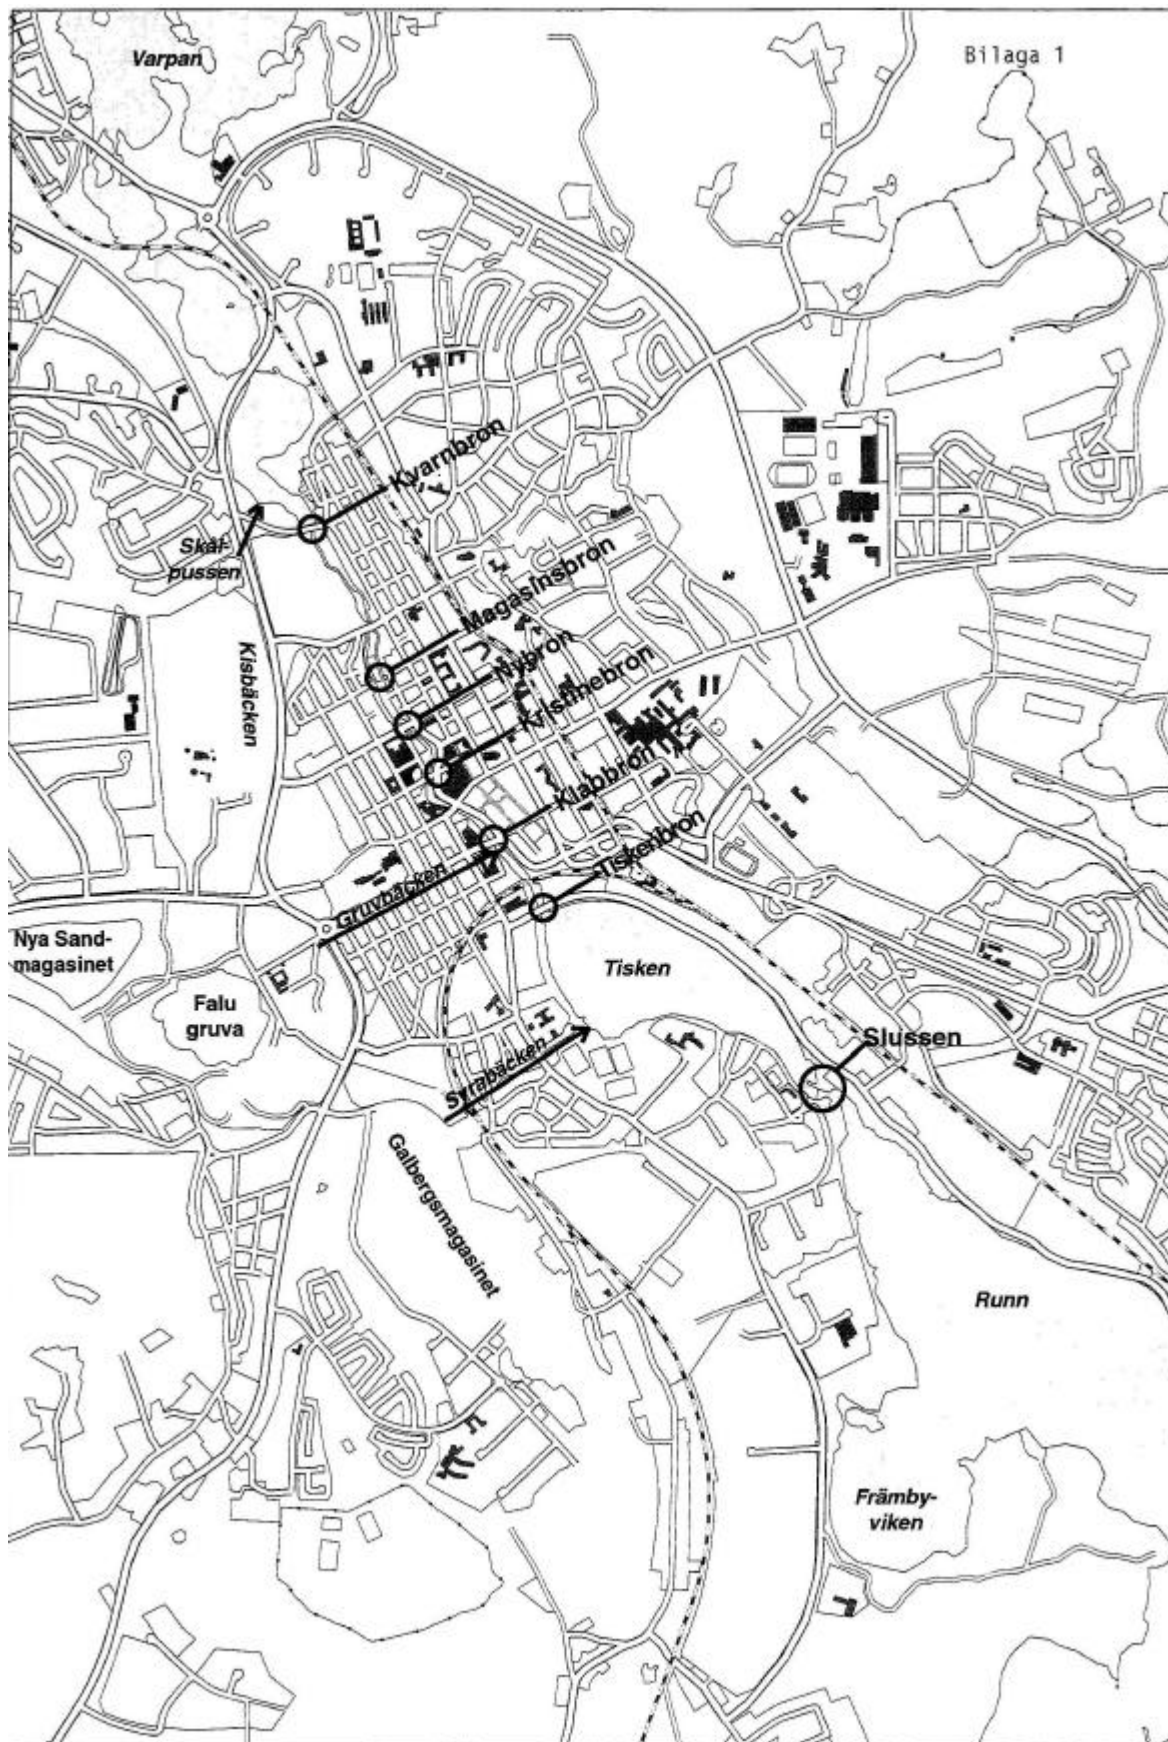 Varpan
Bilaga 1
Kvarnbron
Skål-
pussen
Magasinsbron
Kisbäcken
Nybron
Kristinebron
Klabbron
Tiskenbron
Gruvbäcken
Nya Sand-
magasinet
Falu
gruva
Tisken
Slussen
Syrabäcken
Galbergsmagasinet
Runn
Främby-
viken